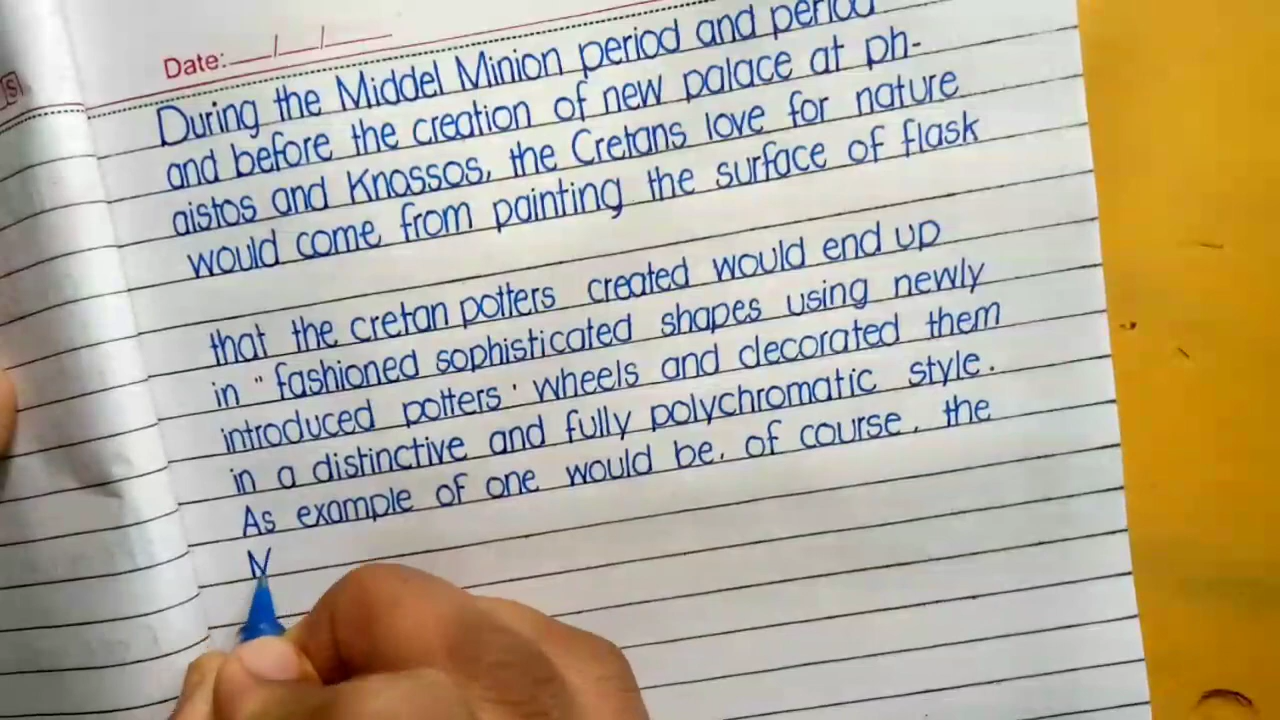 Date:
During the Middel Minion period and period
and before the creation of new palace at ph-
aistos and Knossos, the Cretans love for nature
would come from painting the surface of flask
that the cretan potters created would end up
in "fashioned sophisticated shapes using newly
introduced potters' wheels and decorated them
in a distinctive and fully polychromatic style.
As example of one would be, of course, the